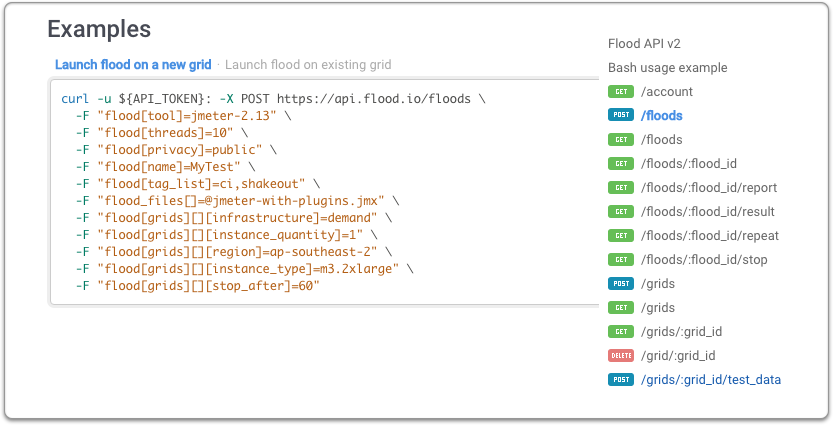 Examples
Launch flood on a new grid · Launch flood on existing grid
curl -u ${API_TOKEN}: -X POST https://api.flood.io/floods \
-F "flood[tool]=jmeter-2.13" \
-F "flood[threads]=10" \
-F "flood[privacy]=public" \
-F "flood[name]=MyTest" \
-F "flood[tag_list]=ci,shakeout" \
-F "flood_files[]=@jmeter-with-plugins.jmx" \
-F "flood[grids][][infrastructure]=demand" \
-F "flood[grids][][instance_quantity]=1" \
-F "flood[grids][][region]=ap-southeast-2" \
-F "flood[grids][][instance_type]=m3.2xlarge" \
-F "flood[grids][][stop_after]=60"
Flood API v2
Bash usage example
GET /account
POST /floods
GET /floods
GET /floods/:flood_id
GET /floods/:flood_id/report
GET /floods/:flood_id/result
GET /floods/:flood_id/repeat
GET /floods/:flood_id/stop
POST /grids
GET /grids
GET /grids/:grid_id
DELETE /grid/:grid_id
POST /grids/:grid_id/test_data